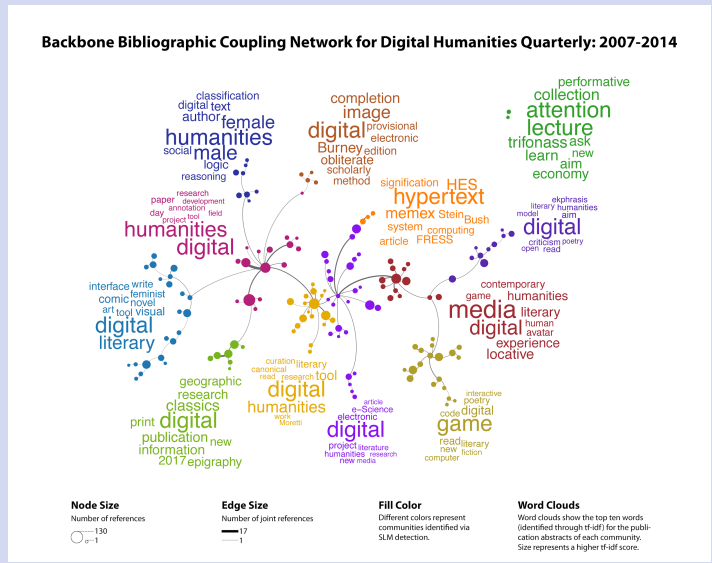 Backbone Bibliographic Coupling Network for Digital Humanities Quarterly: 2007-2014
classification
digital text
author
female
humanities
social male
logic
reasoning
completion
image
digital provisional
electronic
Burney edition
obliterate
scholarly
method
performative
collection
attention
lecture
trifonass ask
learn new
aim
economy
signification HES
hypertext
memex Stein Bush
system computing
article FRESS
ekphrasis
literary humanities
model aim
digital
criticism poetry
open read
research
paper development
annotation
day tool field
project
humanities
digital
interface write
feminist
comic novel
art tool visual
digital
literary
contemporary
game humanities
media literary
digital human
avatar
experience
locative
geographic
research
classics
print digital
publication new
information
2017 epigraphy
curation literary
canonical
read research tool
digital
humanities
work
Moretti
article
e-Science
electronic
digital
project literature
humanities research
new media
interactive
poetry
code digital
game
read literary
new fiction
computer
Node Size
Number of references
130
1
Edge Size
Number of joint references
17
1
Fill Color
Different colors represent
communities identified via
SLM detection.
Word Clouds
Word clouds show the top ten words
(identified through tf-idf) for the publi-
cation abstracts of each community.
Size represents a higher tf-idf score.